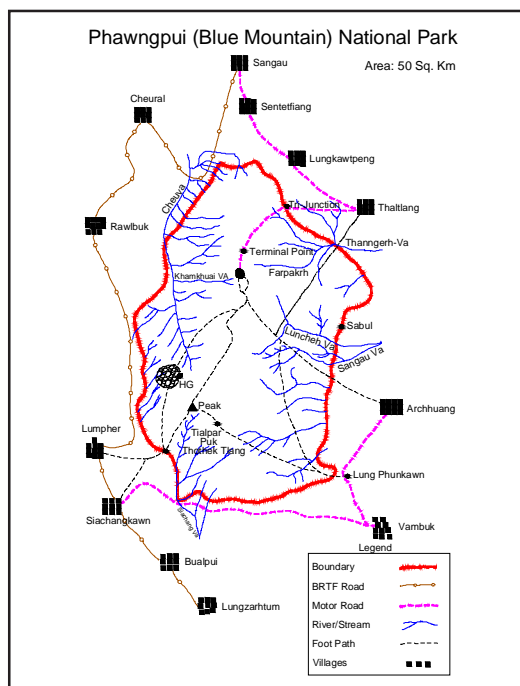 Phawngpui (Blue Mountain) National Park
Sangau
Area: 50 Sq. Km
Cheural
Sentetfiang
Lungkawtpeng
Cheuva
Tri Junction
Thaltlang
Rawlbuk
Thanngerh-Va
Terminal Point
Farpakrh
Khamkhuai VA
Sabul
Luncheh Va
Sangau Va
HG
Peak
Archhuang
Tialpar
Puk
Lumpher
Thothek Tlang
Lung Phunkawn
Siachangkawn
Vambuk
Bualpui
Lungzarhtum
Legend
Boundary
BRTF Road
Motor Road
River/Stream
Foot Path
Villages